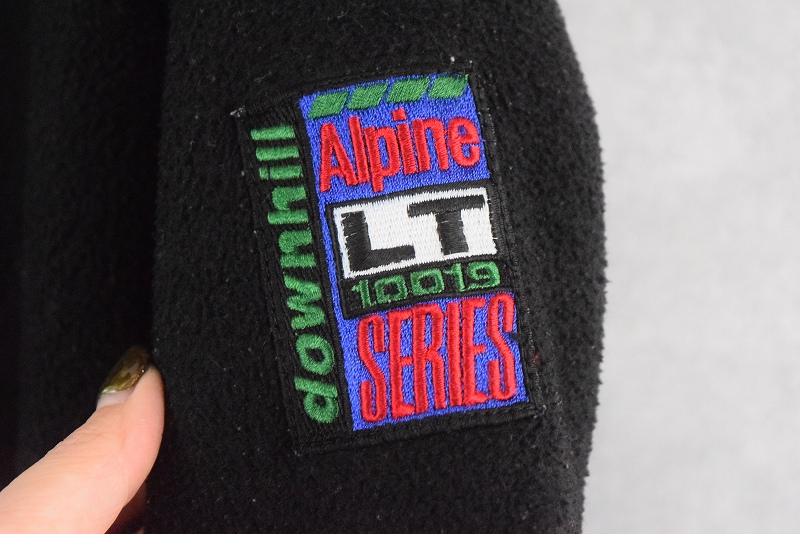 downhill
Alpine
LT
10019
SERIES